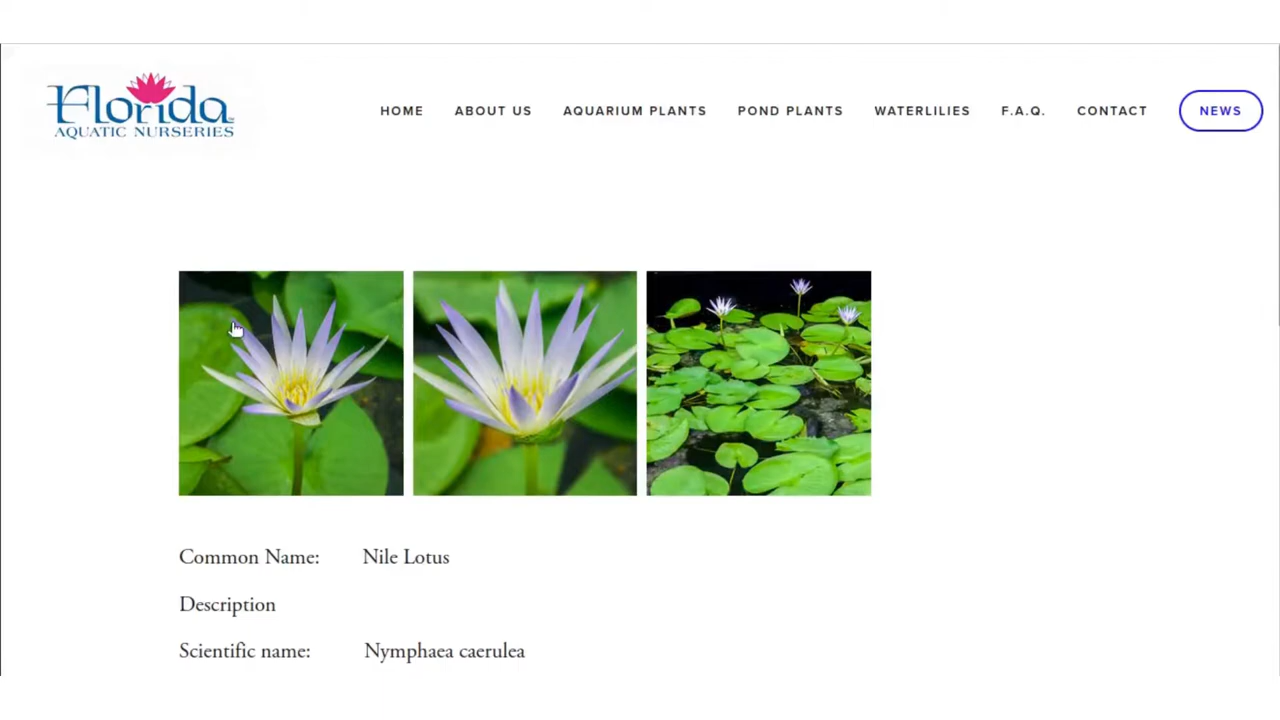 Florida
AQUATIC NURSERIES
HOME ABOUT US AQUARIUM PLANTS POND PLANTS WATERLILIES F.A.Q. CONTACT NEWS
Common Name: Nile Lotus
Description
Scientific name: Nymphaea caerulea